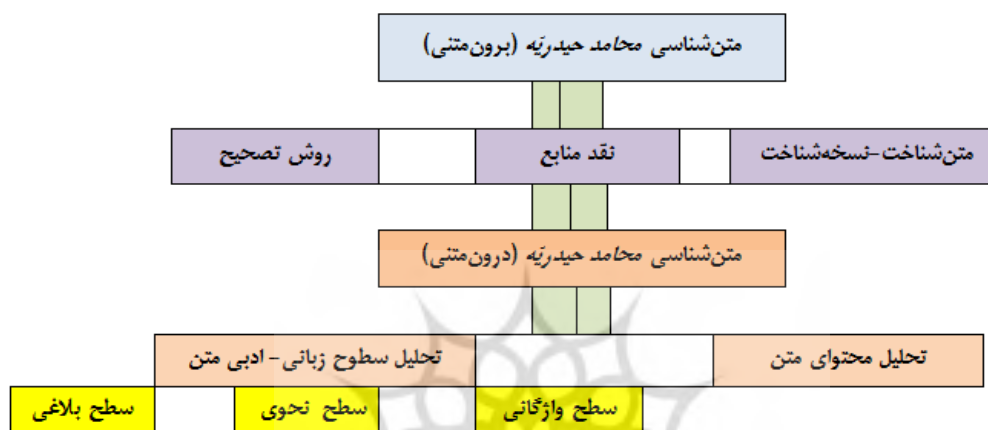 متن‌شناسی محامد حیدریّه (برون‌متنی)
متن‌شناخت-نسخه‌شناخت
نقد منابع
روش تصحیح
متن‌شناسی محامد حیدریّه (درون‌متنی)
تحلیل محتوای متن
تحلیل سطوح زبانی- ادبی متن
سطح واژگانی
سطح نحوی
سطح بلاغی